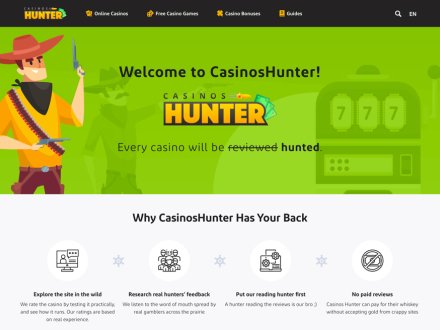 CASINOS
HUNTER
Online Casinos
Free Casino Games
Casino Bonuses
Guides
EN
Welcome to CasinosHunter!
CASINOS
HUNTER
777
Every casino will be reviewed hunted.
Why CasinosHunter Has Your Back
Explore the site in the wild
We rate the casino by testing it practically, and see how it runs. Our ratings are based on real experience.
Research real hunters' feedback
We listen to the word of mouth spread by real gamblers across the prairie.
Put our reading hunter first
A hunter reading the reviews is our bro ;)
No paid reviews
Casinos Hunter can pay for their whiskey without accepting gold from crappy sites